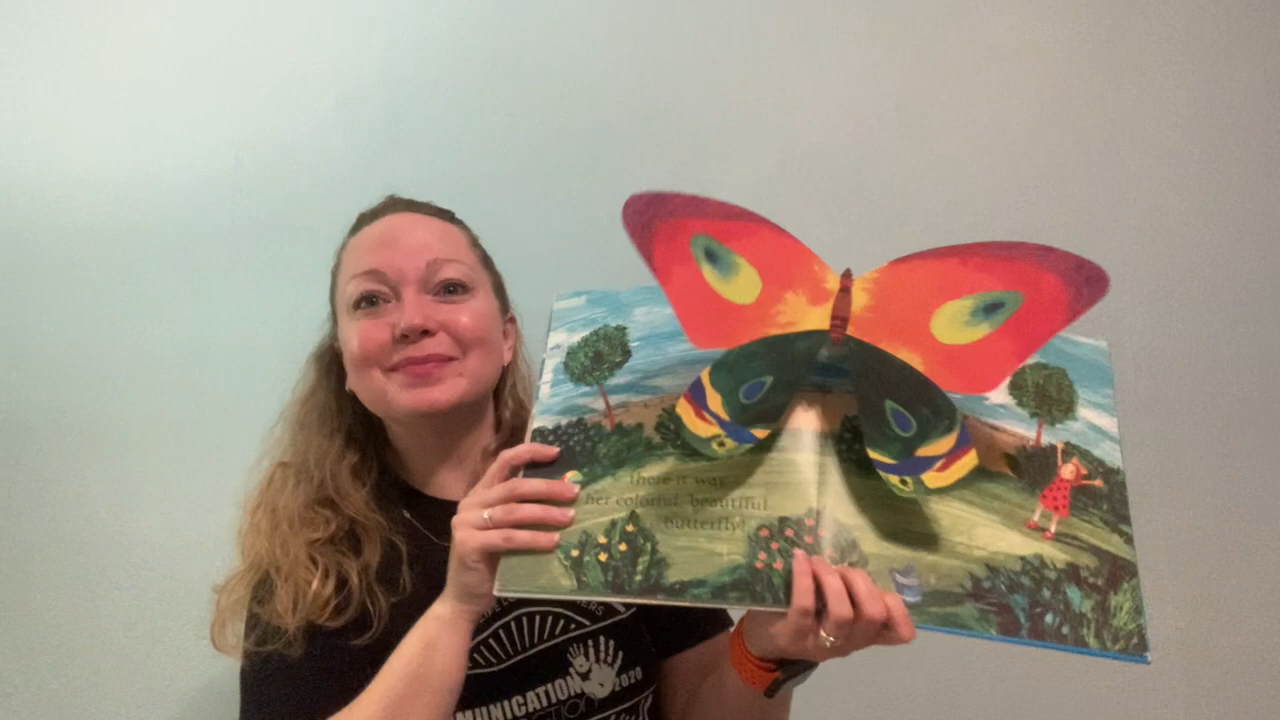 there it was
her colorful, beautiful
butterfly!
MUNICATION
2020